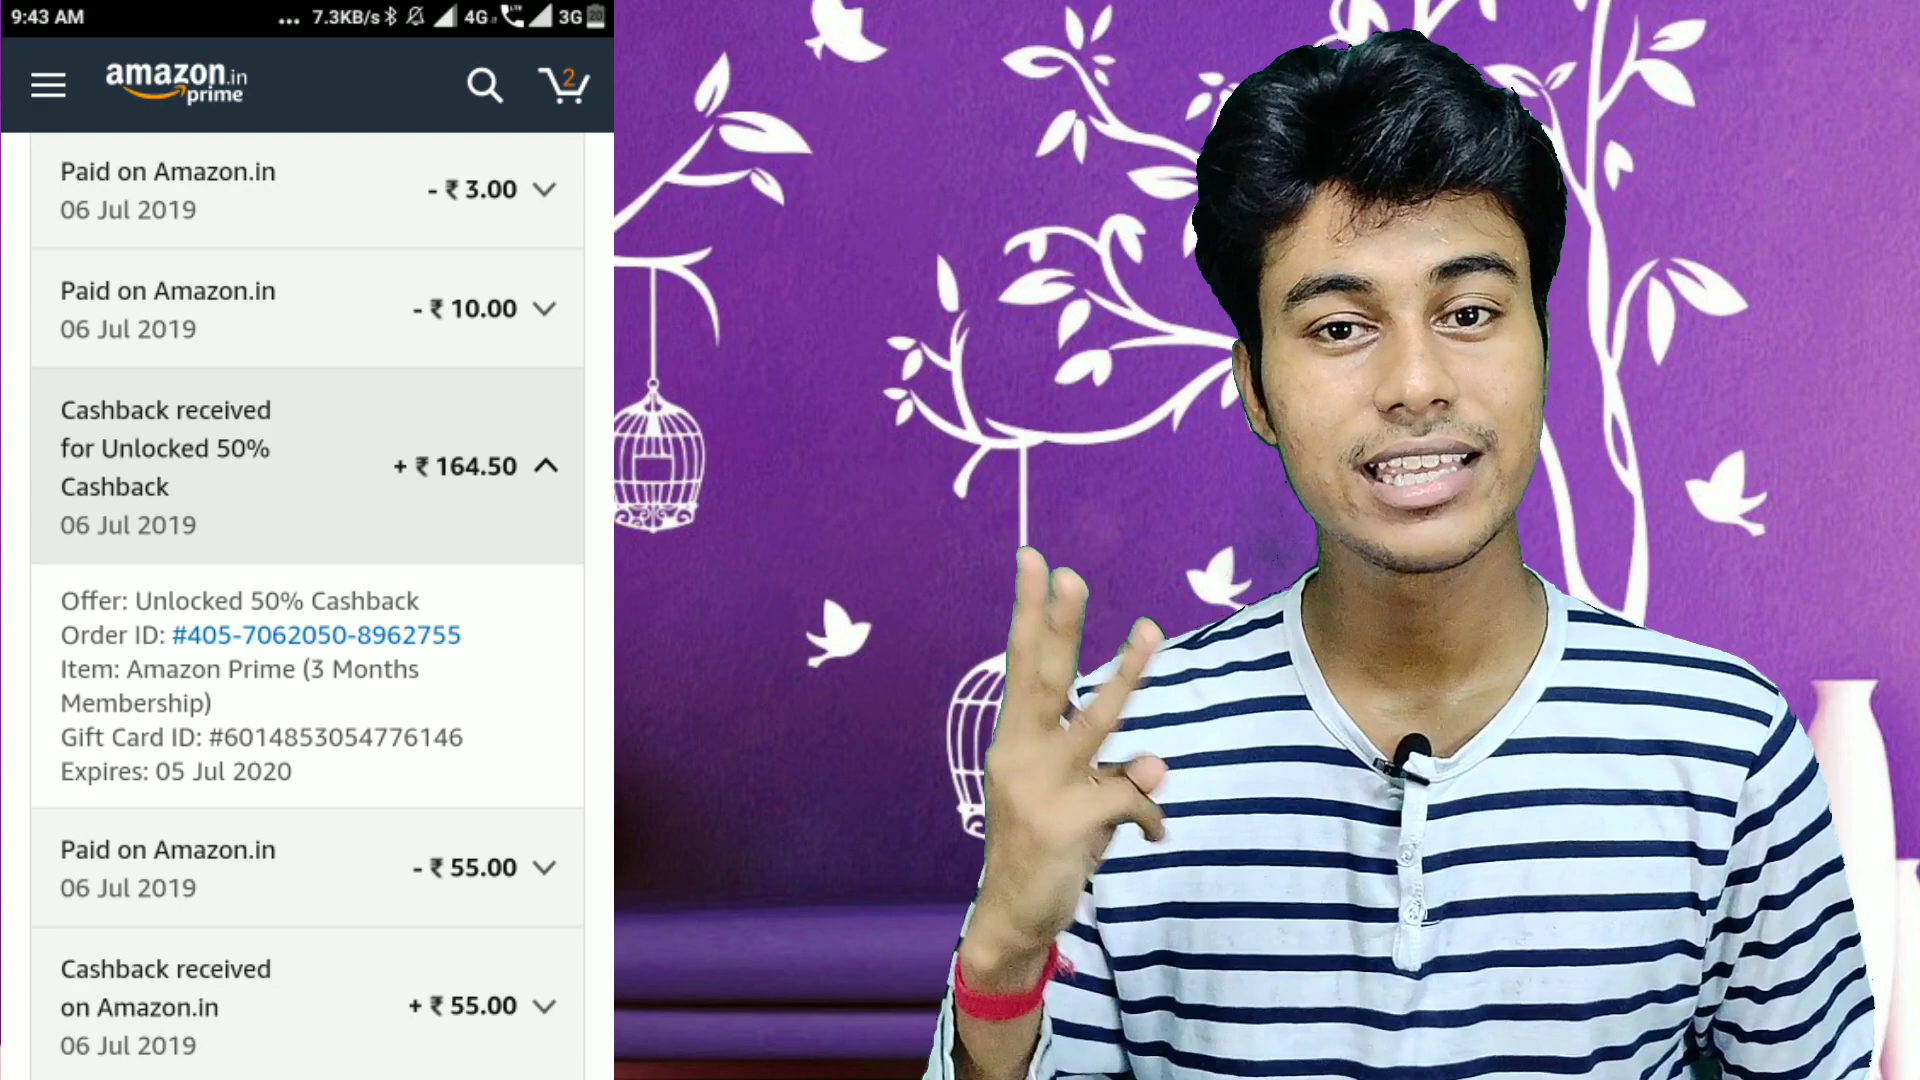 9:43 AM ... 7.3KB/s 4G LTE 3G 20
amazon.in
prime
2
Paid on Amazon.in
06 Jul 2019
- ₹ 3.00
Paid on Amazon.in
06 Jul 2019
- ₹ 10.00
Cashback received
for Unlocked 50%
Cashback
06 Jul 2019
+ ₹ 164.50
Offer: Unlocked 50% Cashback
Order ID: #405-7062050-8962755
Item: Amazon Prime (3 Months
Membership)
Gift Card ID: #6014853054776146
Expires: 05 Jul 2020
Paid on Amazon.in
06 Jul 2019
- ₹ 55.00
Cashback received
on Amazon.in
06 Jul 2019
+ ₹ 55.00